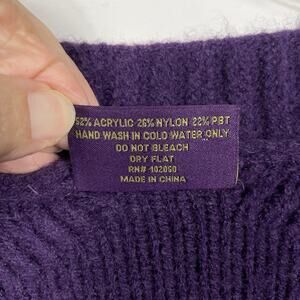 52% ACRYLIC 26% NYLON 22% PBT
HAND WASH IN COLD WATER ONLY
DO NOT BLEACH
DRY FLAT
RN# 102050
MADE IN CHINA